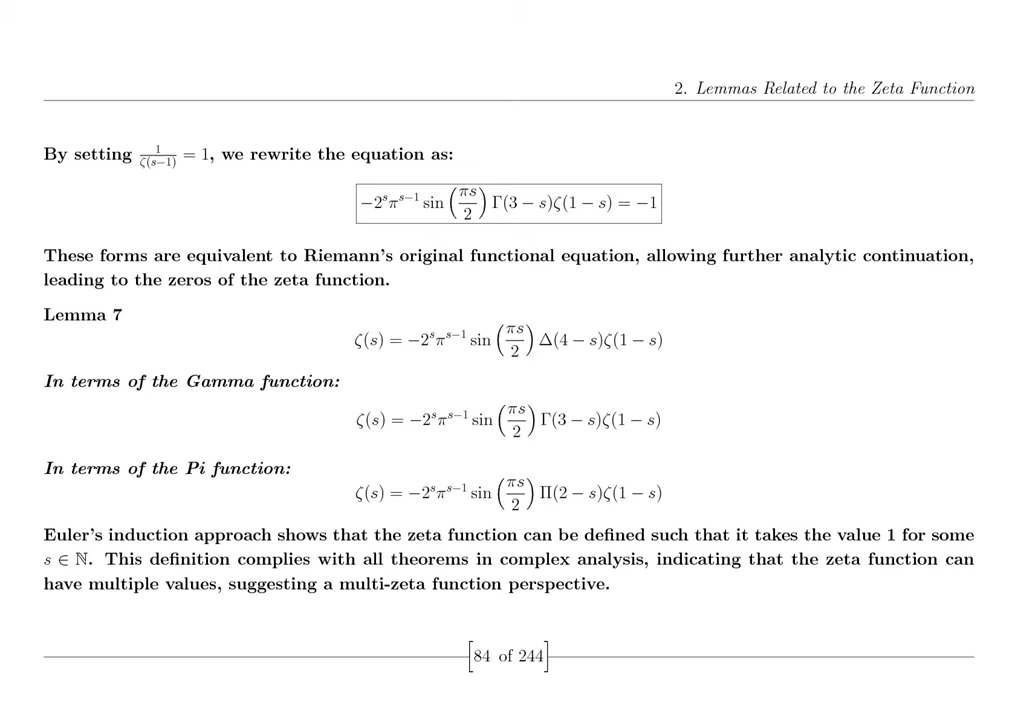 2. Lemmas Related to the Zeta Function
By setting \frac{1}{ζ(s−1)} = 1, we rewrite the equation as:
−2^s π^{s−1} sin(\frac{πs}{2}) Γ(3 − s)ζ(1 − s) = −1
These forms are equivalent to Riemann's original functional equation, allowing further analytic continuation,
leading to the zeros of the zeta function.
Lemma 7
ζ(s) = −2^s π^{s−1} sin(\frac{πs}{2}) Δ(4 − s)ζ(1 − s)
In terms of the Gamma function:
ζ(s) = −2^s π^{s−1} sin(\frac{πs}{2}) Γ(3 − s)ζ(1 − s)
In terms of the Pi function:
ζ(s) = −2^s π^{s−1} sin(\frac{πs}{2}) Π(2 − s)ζ(1 − s)
Euler's induction approach shows that the zeta function can be defined such that it takes the value 1 for some
s ∈ ℕ. This definition complies with all theorems in complex analysis, indicating that the zeta function can
have multiple values, suggesting a multi-zeta function perspective.
[84 of 244]